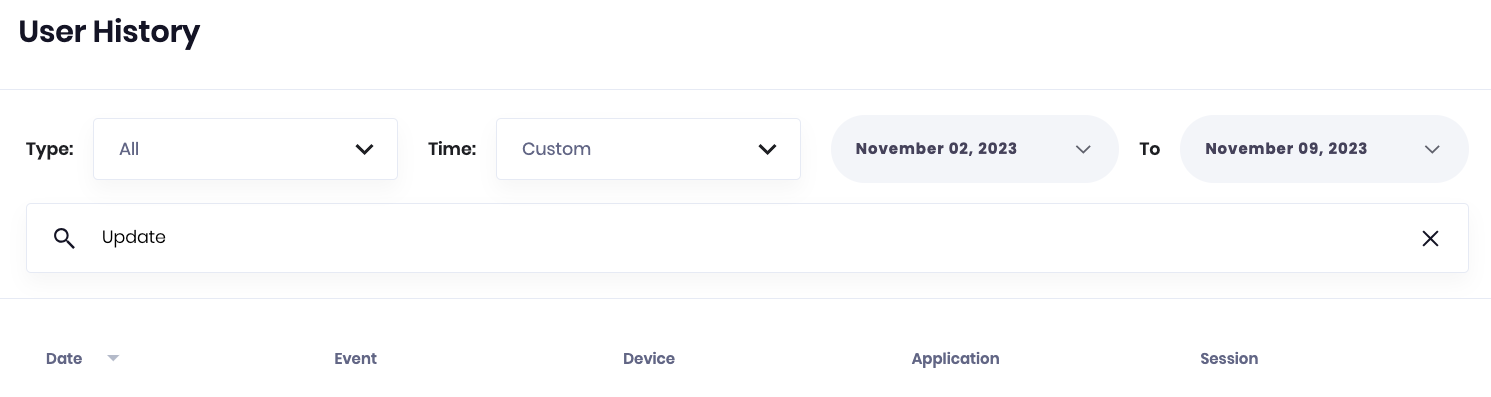 User History
Type: All Time: Custom November 02, 2023 To November 09, 2023
Update
Date Event Device Application Session